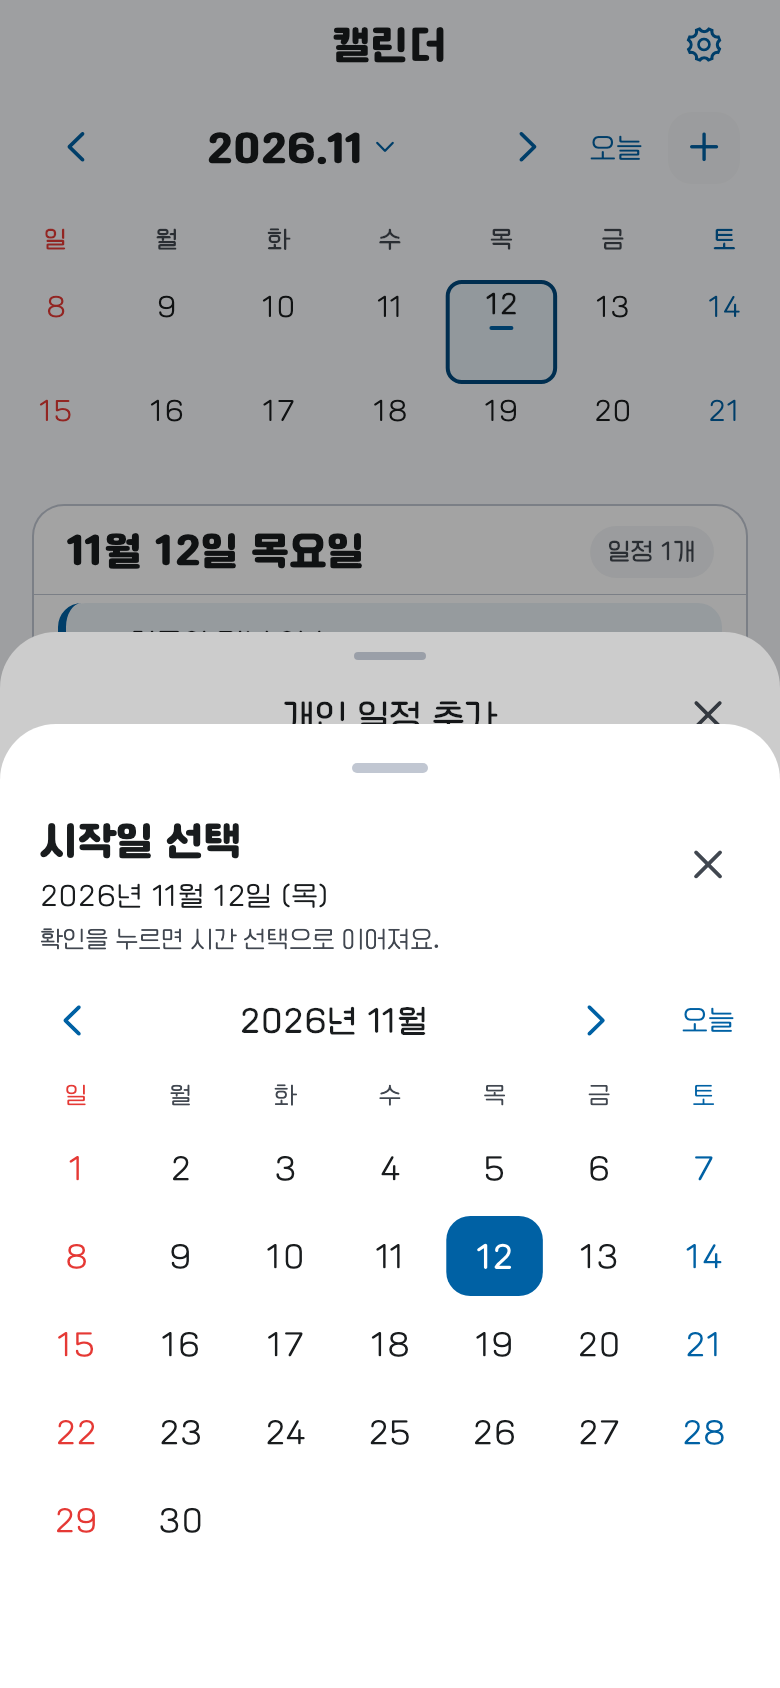 캘린더
2026.11 오늘
일 월 화 수 목 금 토
8 9 10 11 12 13 14
15 16 17 18 19 20 21
11월 12일 목요일 일정 1개
개인 일정 추가
시작일 선택
2026년 11월 12일 (목)
확인을 누르면 시간 선택으로 이어져요.
2026년 11월 오늘
일 월 화 수 목 금 토
1 2 3 4 5 6 7
8 9 10 11 12 13 14
15 16 17 18 19 20 21
22 23 24 25 26 27 28
29 30